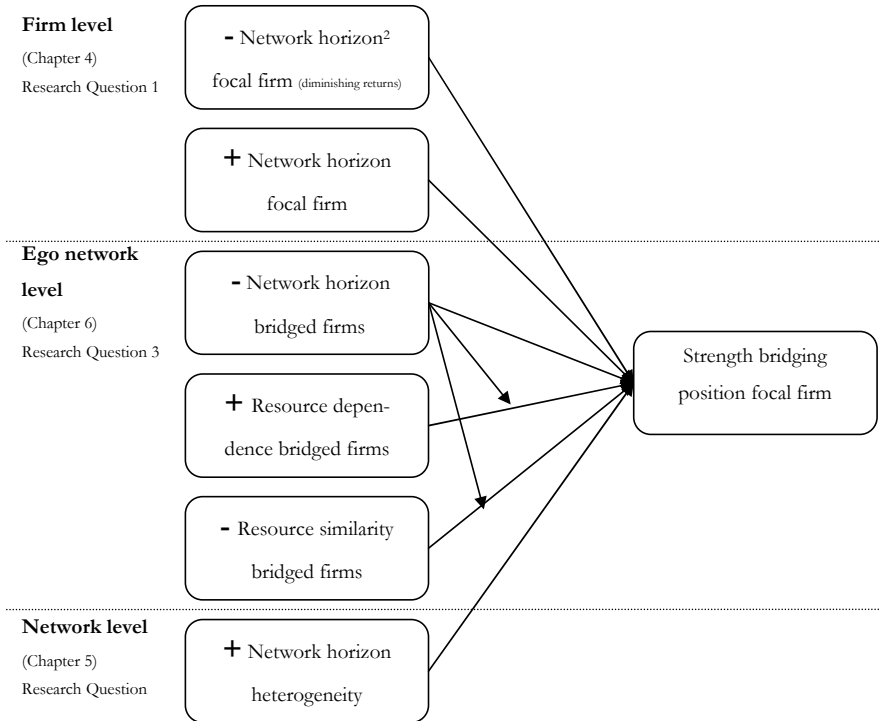 Firm level
(Chapter 4)
Research Question 1
- Network horizon²
focal firm (diminishing returns)
+ Network horizon
focal firm
Ego network
level
(Chapter 6)
Research Question 3
- Network horizon
bridged firms
+ Resource depen-
dence bridged firms
- Resource similarity
bridged firms
Strength bridging
position focal firm
Network level
(Chapter 5)
Research Question
+ Network horizon
heterogeneity